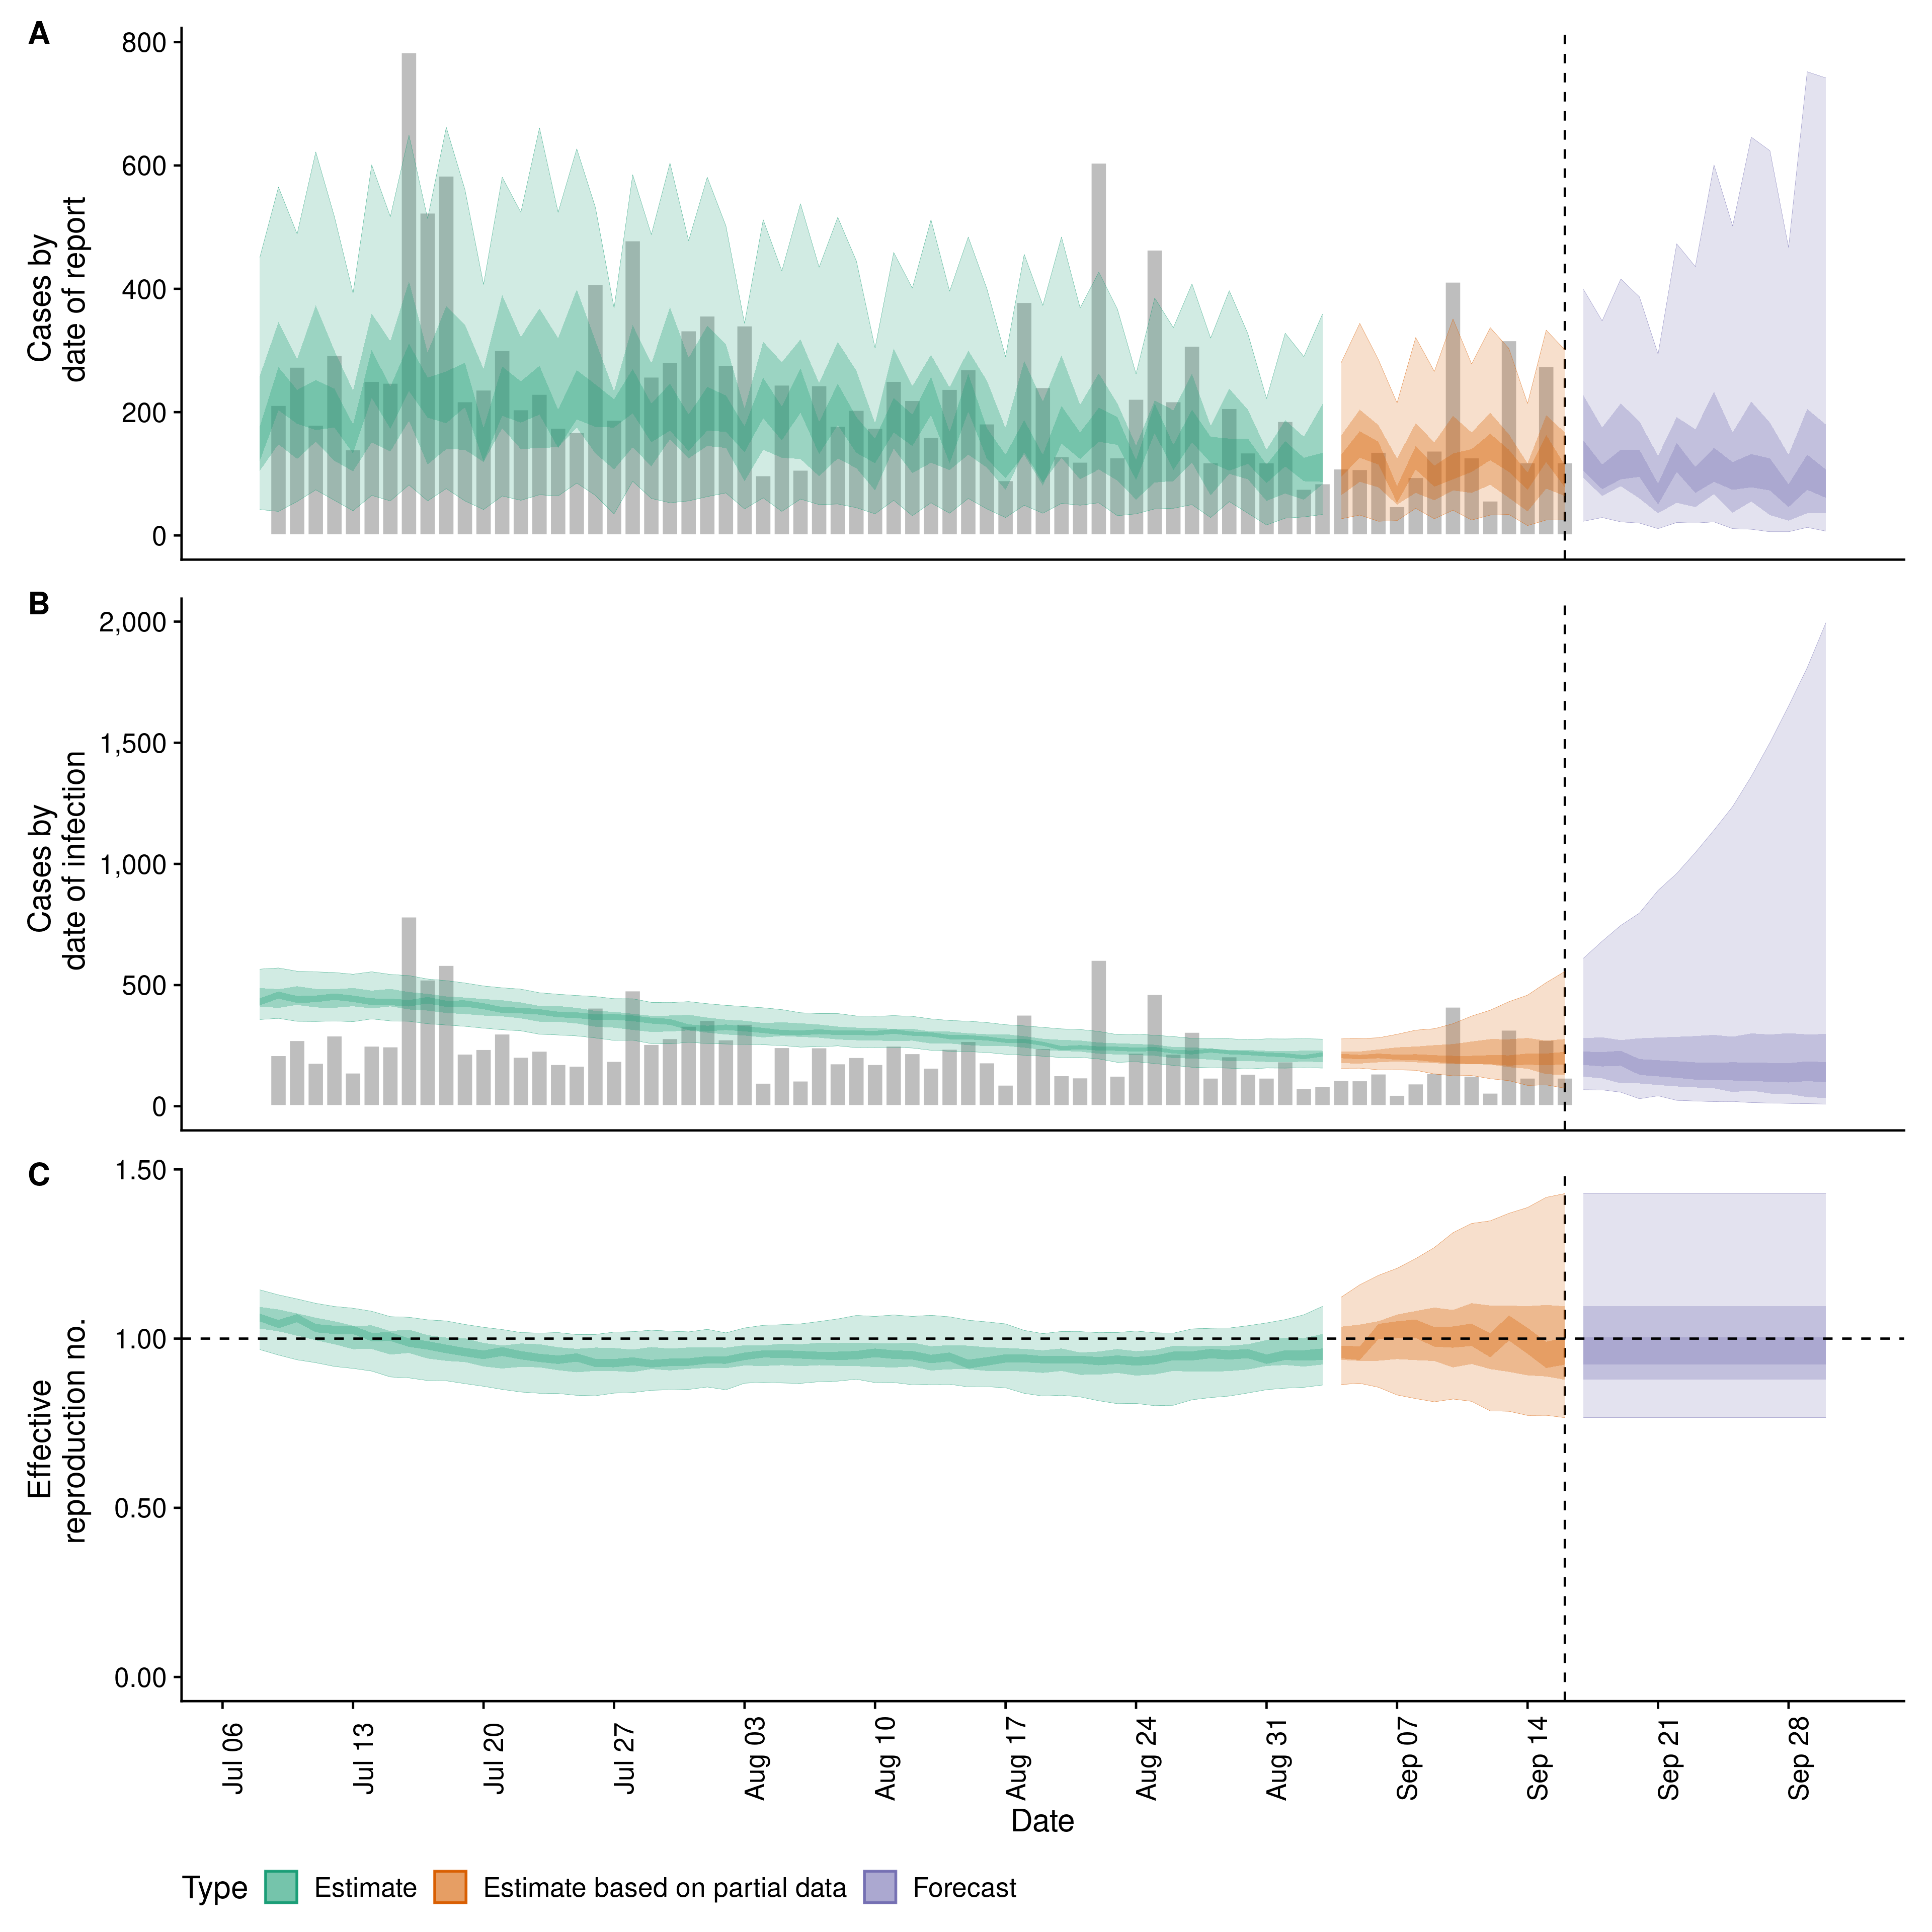 A
Cases by
date of report
800
600
400
200
0
B
Cases by
date of infection
2,000
1,500
1,000
500
0
C
Effective
reproduction no.
1.50
1.00
0.50
0.00
Jul 06
Jul 13
Jul 20
Jul 27
Aug 03
Aug 10
Aug 17
Aug 24
Aug 31
Sep 07
Sep 14
Sep 21
Sep 28
Date
Type Estimate Estimate based on partial data Forecast